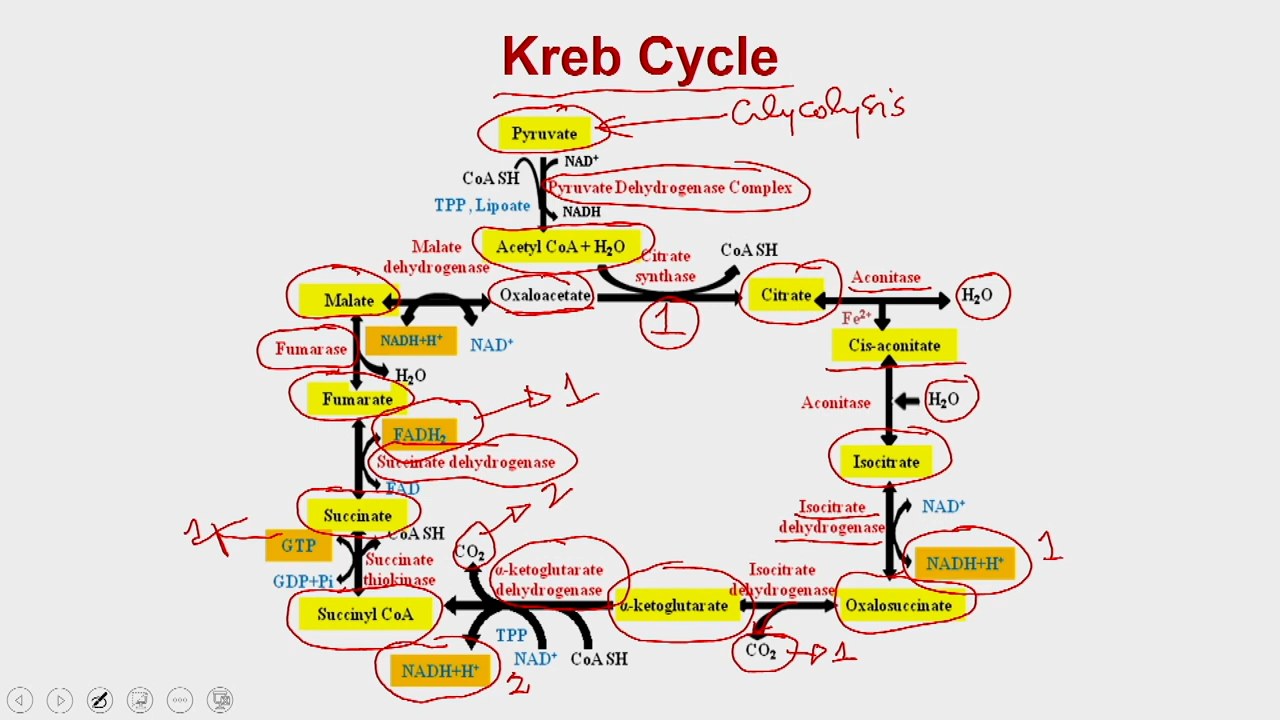 Kreb Cycle
Glycolysis
Pyruvate
NAD⁺
CoA SH
Pyruvate Dehydrogenase Complex
TPP , Lipoate
NADH
Acetyl CoA + H₂O
Malate
dehydrogenase
Citrate
synthase
CoA SH
Malate
Oxaloacetate
1
Citrate
Aconitase
H₂O
NADH+H⁺
NAD⁺
Fe²⁺
Cis-aconitate
Fumarase
H₂O
Aconitase
H₂O
Fumarate
1
FADH₂
Succinate dehydrogenase
FAD
Isocitrate
Isocitrate
dehydrogenase
NAD⁺
NADH+H⁺
1
Succinate
2
1
GTP
CoA SH
CO₂
GDP+Pi
Succinate
thiokinase
α-ketoglutarate
dehydrogenase
Isocitrate
dehydrogenase
Succinyl CoA
α-ketoglutarate
Oxalosuccinate
TPP
NAD⁺
CoA SH
CO₂
1
NADH+H⁺
2